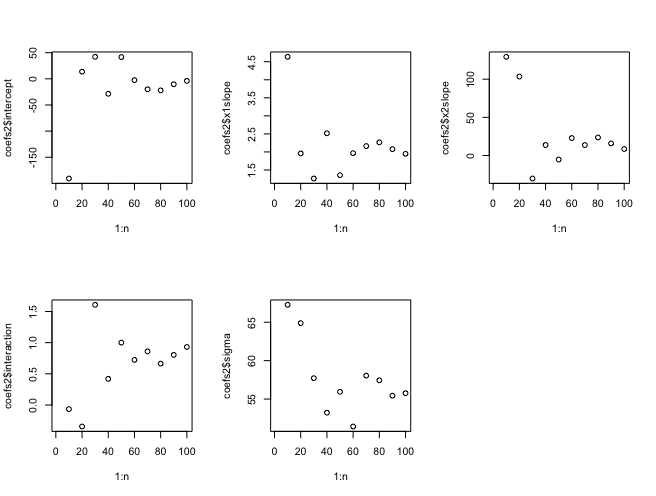 coefs2$intercept
50
0
-50
-150
0 20 40 60 80 100
1:n
coefs2$x1slope
4.5
3.5
2.5
1.5
0 20 40 60 80 100
1:n
coefs2$x2slope
100
50
0
0 20 40 60 80 100
1:n
coefs2$interaction
1.5
1.0
0.5
0.0
0 20 40 60 80 100
1:n
coefs2$sigma
65
60
55
0 20 40 60 80 100
1:n